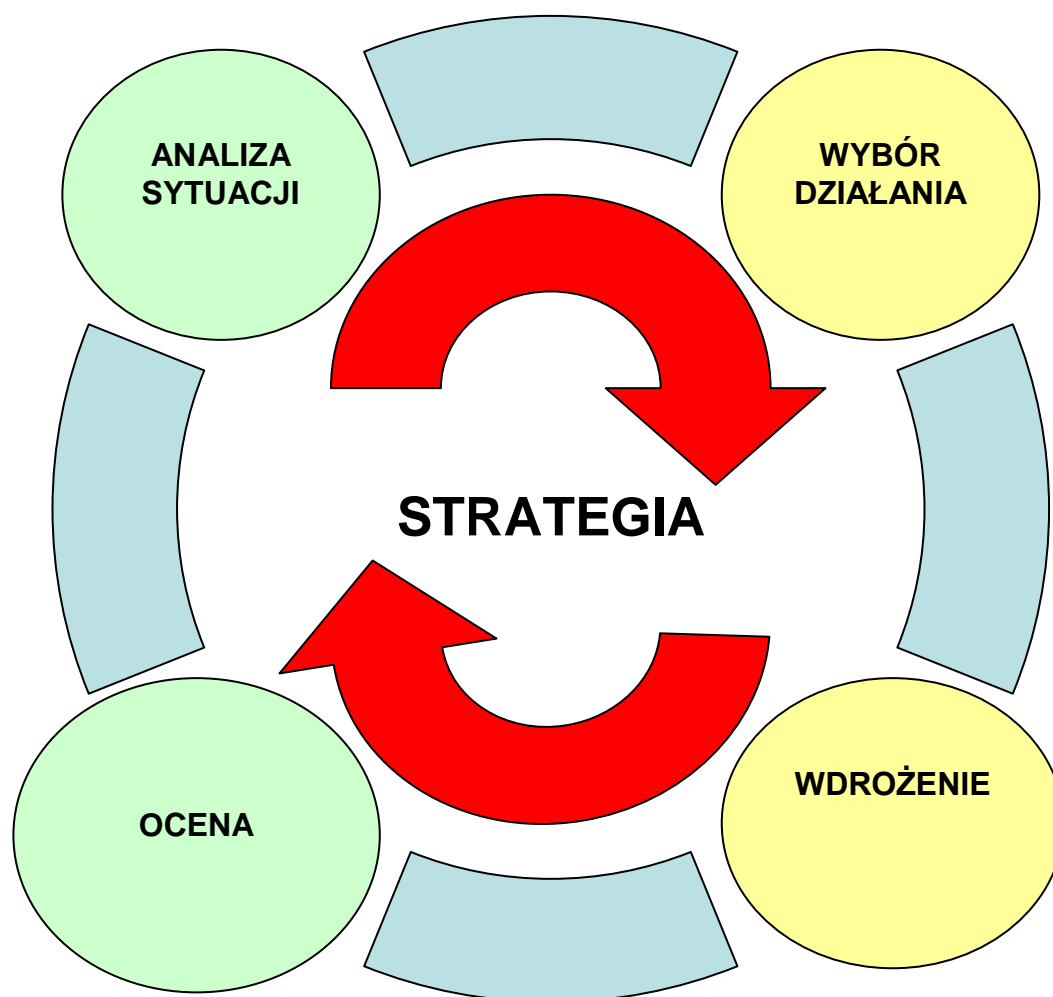 ANALIZA
SYTUACJI
WYBÓR
DZIAŁANIA
STRATEGIA
OCENA
WDROŻENIE